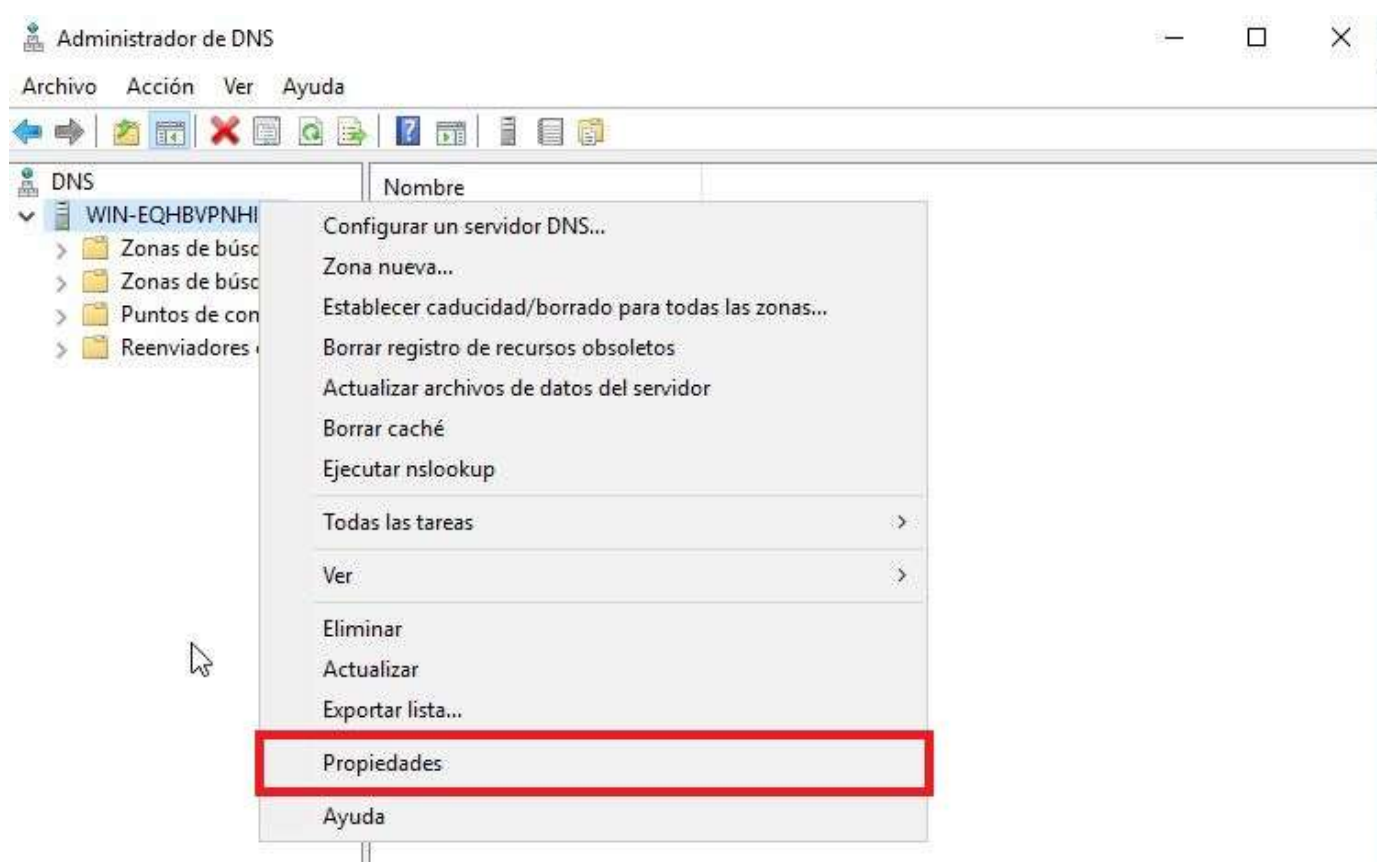 Administrador de DNS
Archivo Acción Ver Ayuda
DNS
Nombre
WIN-EQHBVPNHI
Zonas de búsc
Zonas de búsc
Puntos de con
Reenviadores
Configurar un servidor DNS...
Zona nueva...
Establecer caducidad/borrado para todas las zonas...
Borrar registro de recursos obsoletos
Actualizar archivos de datos del servidor
Borrar caché
Ejecutar nslookup
Todas las tareas
Ver
Eliminar
Actualizar
Exportar lista...
Propiedades
Ayuda